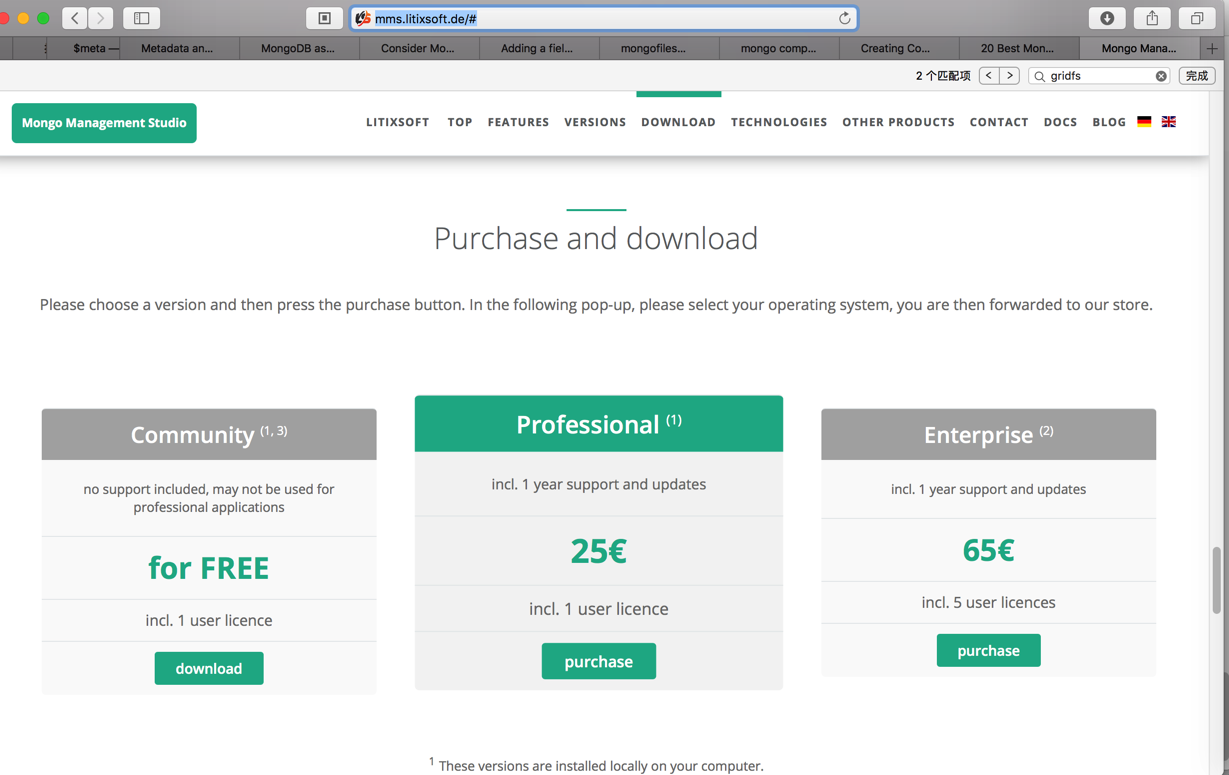 mms.litixsoft.de/#
$meta —
Metadata an...
MongoDB as...
Consider Mo...
Adding a fiel...
mongofiles...
mongo comp...
Creating Co...
20 Best Mon...
Mongo Mana...
2 个匹配项
gridfs
完成
Mongo Management Studio
LITIXSOFT TOP FEATURES VERSIONS DOWNLOAD TECHNOLOGIES OTHER PRODUCTS CONTACT DOCS BLOG
Purchase and download
Please choose a version and then press the purchase button. In the following pop-up, please select your operating system, you are then forwarded to our store.
Community (1, 3)
no support included, may not be used for
professional applications
for FREE
incl. 1 user licence
download
Professional (1)
incl. 1 year support and updates
25€
incl. 1 user licence
purchase
Enterprise (2)
incl. 1 year support and updates
65€
incl. 5 user licences
purchase
1 These versions are installed locally on your computer.